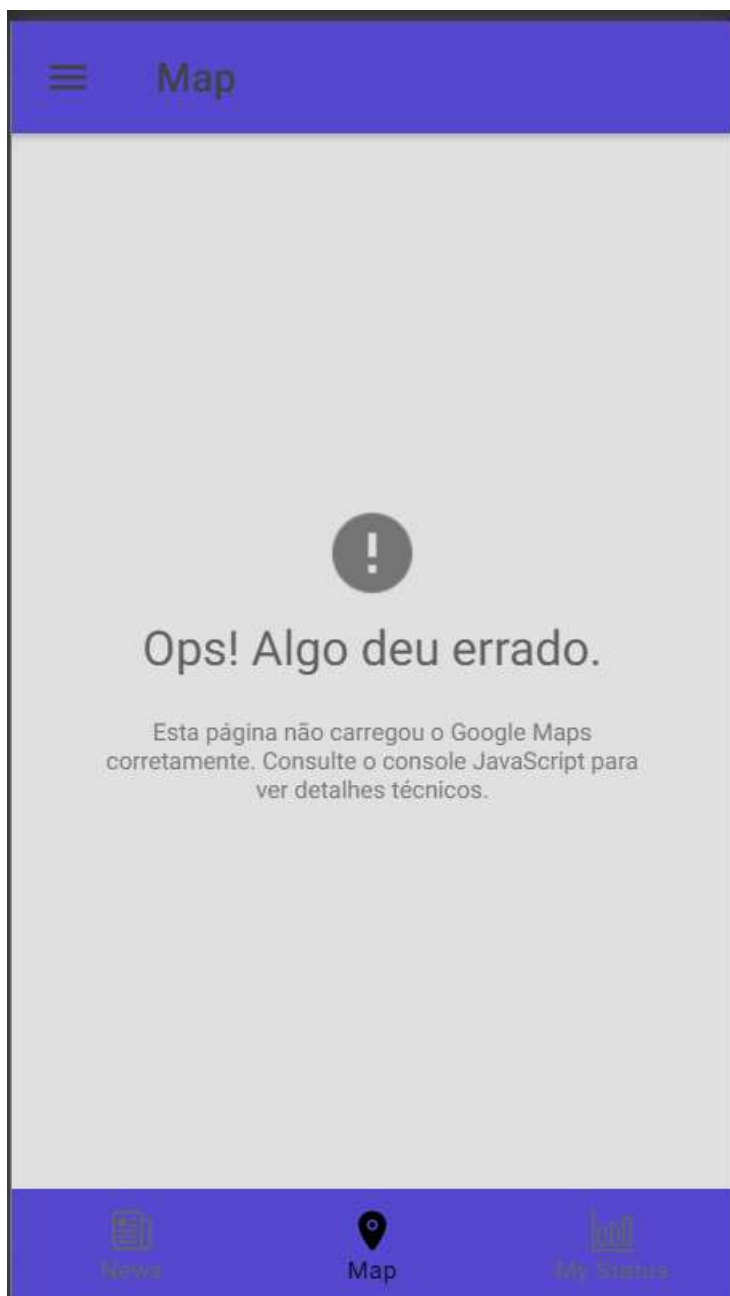 Map
Ops! Algo deu errado.
Esta página não carregou o Google Maps
corretamente. Consulte o console JavaScript para
ver detalhes técnicos.
News
Map
My Status